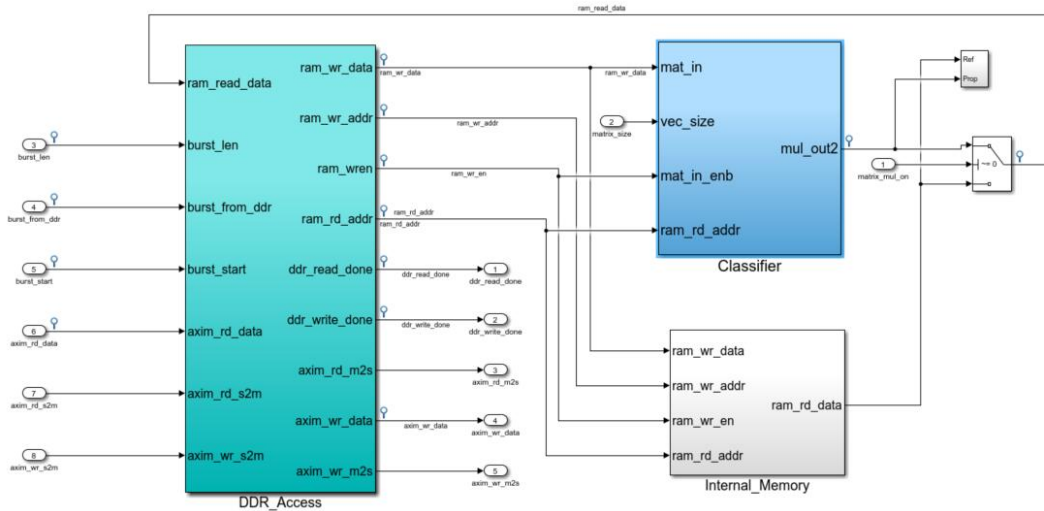 ram_read_data
ram_read_data
burst_len
burst_from_ddr
burst_start
axim_rd_data
axim_rd_s2m
axim_wr_s2m
ram_wr_data
ram_wr_addr
ram_wren
ram_rd_addr
ddr_read_done
ddr_write_done
axim_rd_m2s
axim_wr_data
axim_wr_m2s
DDR_Access
3
burst_len
4
burst_from_ddr
5
burst_start
6
axim_rd_data
7
axim_rd_s2m
8
axim_wr_s2m
ram_wr_data
ram_wr_data
ram_wr_addr
ram_wr_en
ram_rd_addr
ram_rd_addr
ddr_read_done
1
ddr_read_done
ddr_write_done
2
ddr_write_done
3
axim_rd_m2s
axim_wr_data
4
axim_wr_data
5
axim_wr_m2s
2
matrix_size
mat_in
vec_size
mat_in_enb
ram_rd_addr
mul_out2
Classifier
Ref
Prop
1
matrix_mul_on
~= 0
ram_wr_data
ram_wr_addr
ram_wr_en
ram_rd_addr
ram_rd_data
Internal_Memory